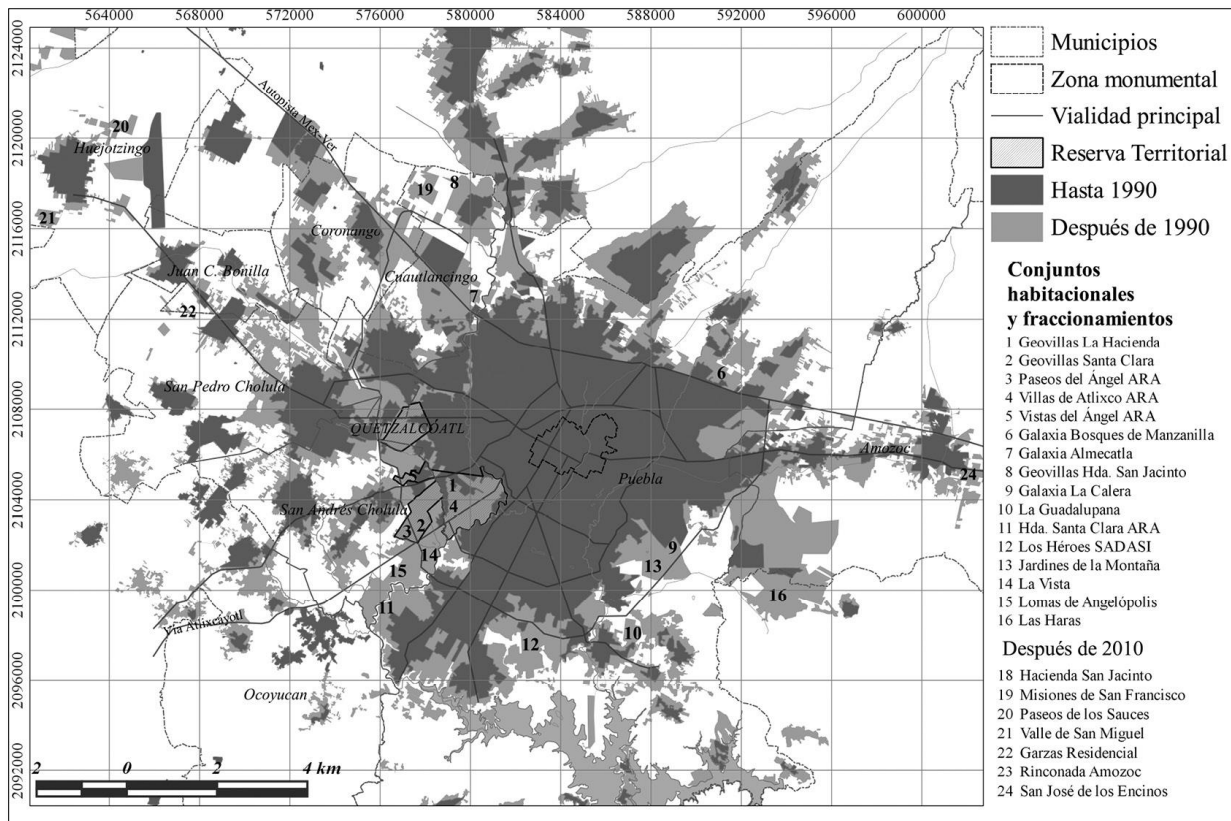 564000 568000 572000 576000 580000 584000 588000 592000 596000 600000
2124000
2120000
2116000
2112000
2108000
2104000
2100000
2096000
2092000
Autopista Mex-Ver
20
Huejotzingo
19
8
21
Coronango
Juan C. Bonilla
Cuautlancingo
7
22
6
San Pedro Cholula
QUETZALCÓATL
Amozoc
24
Puebla
1
4
San Andrés Cholula
2
3
14
9
13
15
16
11
Vía Atlixcáyotl
10
12
Ocoyucan
2 0 2 4 km
Municipios
Zona monumental
Vialidad principal
Reserva Territorial
Hasta 1990
Después de 1990
Conjuntos
habitacionales
y fraccionamientos
1 Geovillas La Hacienda
2 Geovillas Santa Clara
3 Paseos del Ángel ARA
4 Villas de Atlixco ARA
5 Vistas del Ángel ARA
6 Galaxia Bosques de Manzanilla
7 Galaxia Almecatla
8 Geovillas Hda. San Jacinto
9 Galaxia La Calera
10 La Guadalupana
11 Hda. Santa Clara ARA
12 Los Héroes SADASI
13 Jardines de la Montaña
14 La Vista
15 Lomas de Angelópolis
16 Las Haras
Después de 2010
18 Hacienda San Jacinto
19 Misiones de San Francisco
20 Paseos de los Sauces
21 Valle de San Miguel
22 Garzas Residencial
23 Rinconada Amozoc
24 San José de los Encinos